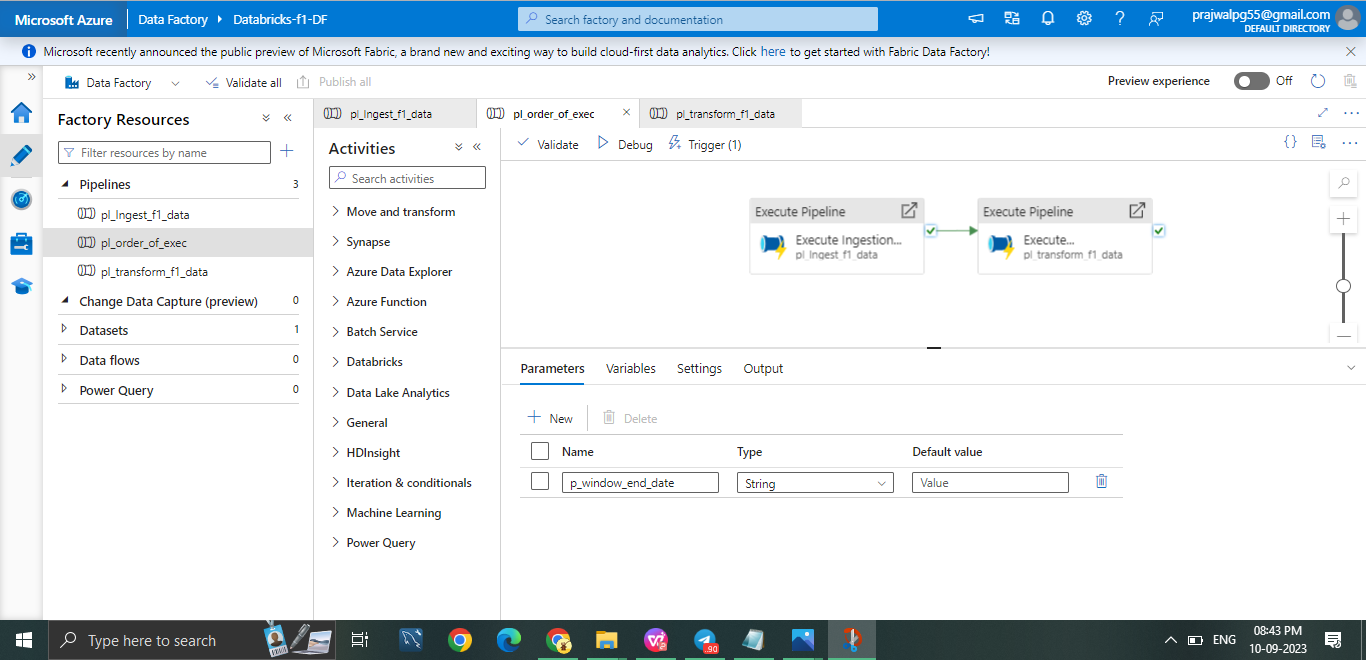 Microsoft Azure Data Factory Databricks-f1-DF Search factory and documentation prajwalpg55@gmail.com
DEFAULT DIRECTORY
Microsoft recently announced the public preview of Microsoft Fabric, a brand new and exciting way to build cloud-first data analytics. Click here to get started with Fabric Data Factory!
Data Factory Validate all Publish all Preview experience Off
Factory Resources
Filter resources by name
Pipelines 3
pl_Ingest_f1_data
pl_order_of_exec
pl_transform_f1_data
Change Data Capture (preview) 0
Datasets 1
Data flows 0
Power Query 0
pl_Ingest_f1_data pl_order_of_exec pl_transform_f1_data
Activities
Search activities
Move and transform
Synapse
Azure Data Explorer
Azure Function
Batch Service
Databricks
Data Lake Analytics
General
HDInsight
Iteration & conditionals
Machine Learning
Power Query
Validate Debug Trigger (1)
Execute Pipeline
Execute Ingestion...
pl_Ingest_f1_data
Execute Pipeline
Execute...
pl_transform_f1_data
Parameters Variables Settings Output
New Delete
Name Type Default value
p_window_end_date String Value
Type here to search
.90
ENG
08:43 PM
10-09-2023